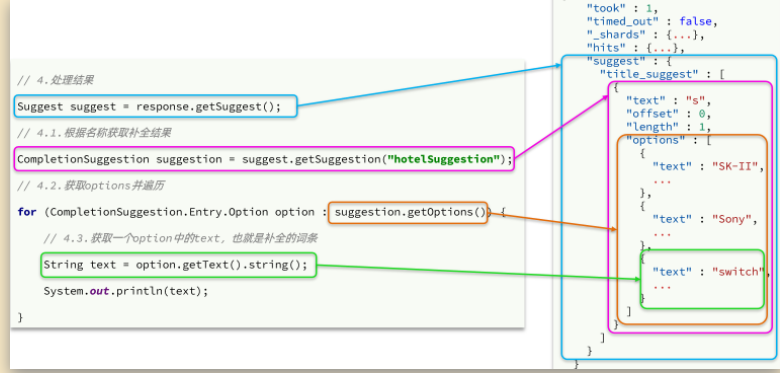 // 4.处理结果
Suggest suggest = response.getSuggest();
// 4.1.根据名称获取补全结果
CompletionSuggestion suggestion = suggest.getSuggestion("hotelSuggestion");
// 4.2.获取options并遍历
for (CompletionSuggestion.Entry.Option option : suggestion.getOptions()) {
// 4.3.获取一个option中的text，也就是补全的词条
String text = option.getText().string();
System.out.println(text);
}
"took" : 1,
"timed_out" : false,
"_shards" : {...},
"hits" : {...},
"suggest" : {
"title_suggest" : [
{
"text" : "s",
"offset" : 0,
"length" : 1,
"options" : [
{
"text" : "SK-II",
...
},
{
"text" : "Sony",
...
},
{
"text" : "switch",
...
}
]
}
]
}
}